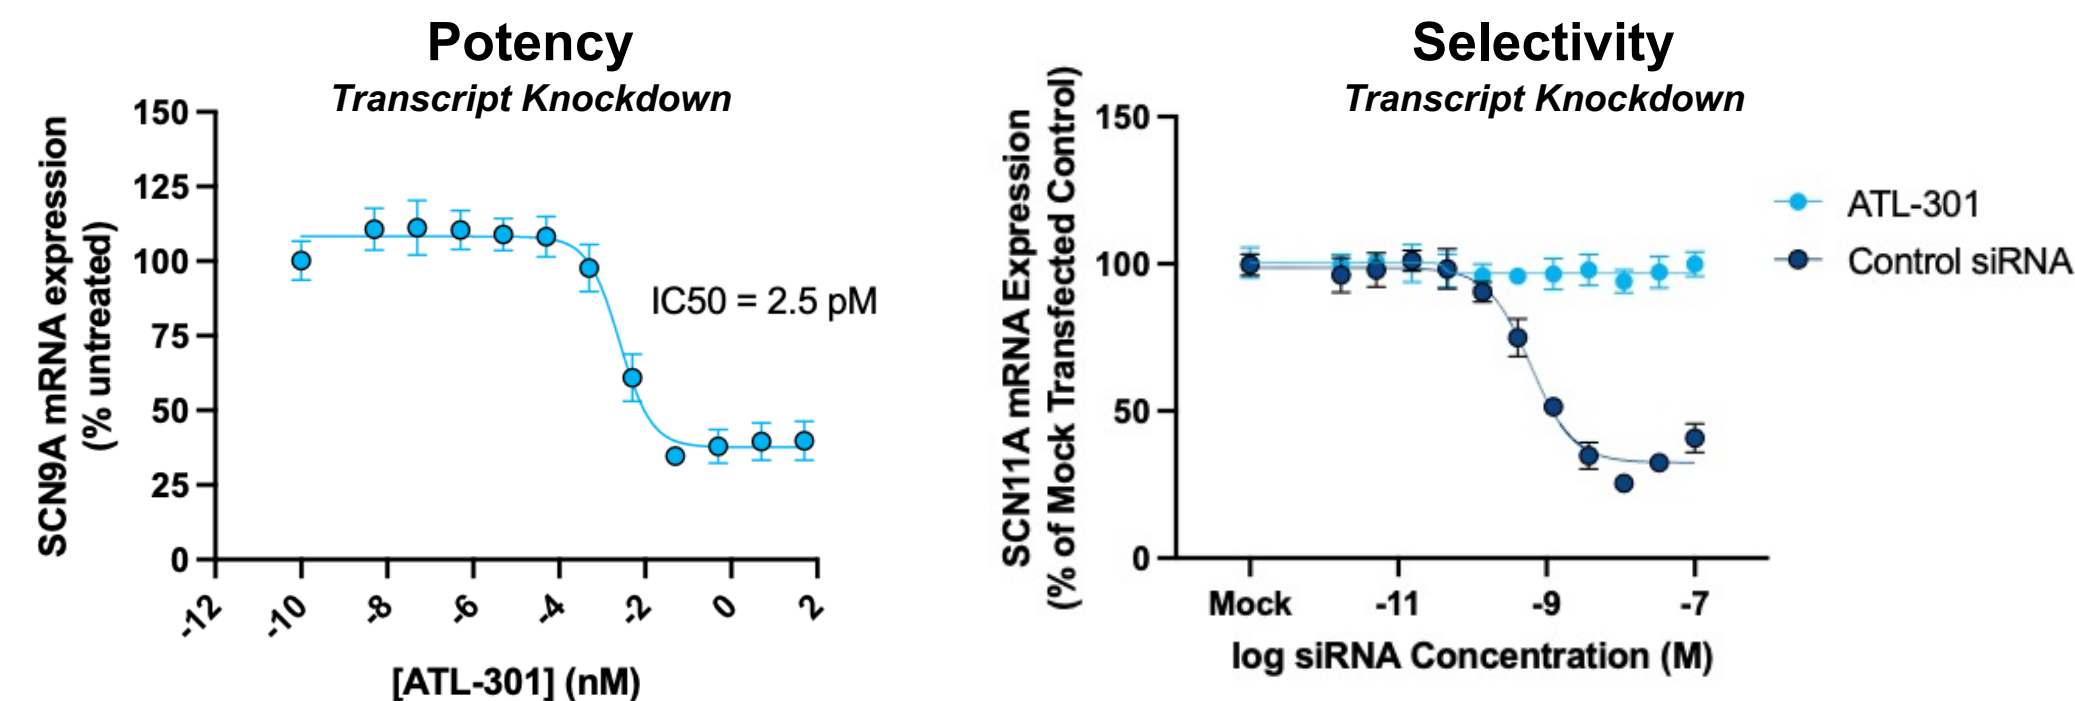 Potency
Transcript Knockdown
SCN9A mRNA expression
(% untreated)
150
125
100
75
50
25
0
IC50 = 2.5 pM
-12
-10
-8
-6
-4
-2
0
2
[ATL-301] (nM)
Selectivity
Transcript Knockdown
SCN11A mRNA Expression
(% of Mock Transfected Control)
150
100
50
0
ATL-301
Control siRNA
Mock
-11
-9
-7
log siRNA Concentration (M)